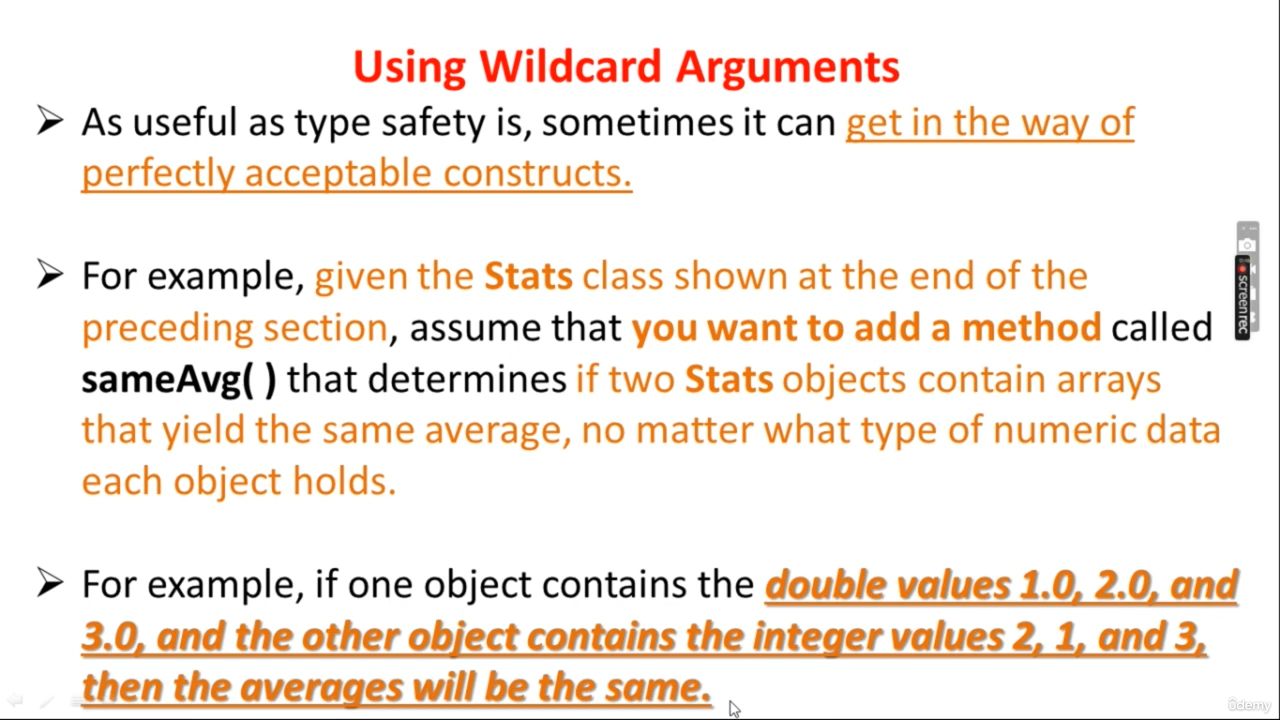 Using Wildcard Arguments
➢ As useful as type safety is, sometimes it can get in the way of
perfectly acceptable constructs.
➢ For example, given the Stats class shown at the end of the
preceding section, assume that you want to add a method called
sameAvg( ) that determines if two Stats objects contain arrays
that yield the same average, no matter what type of numeric data
each object holds.
➢ For example, if one object contains the double values 1.0, 2.0, and
3.0, and the other object contains the integer values 2, 1, and 3,
then the averages will be the same.
screenrec
ûdemy